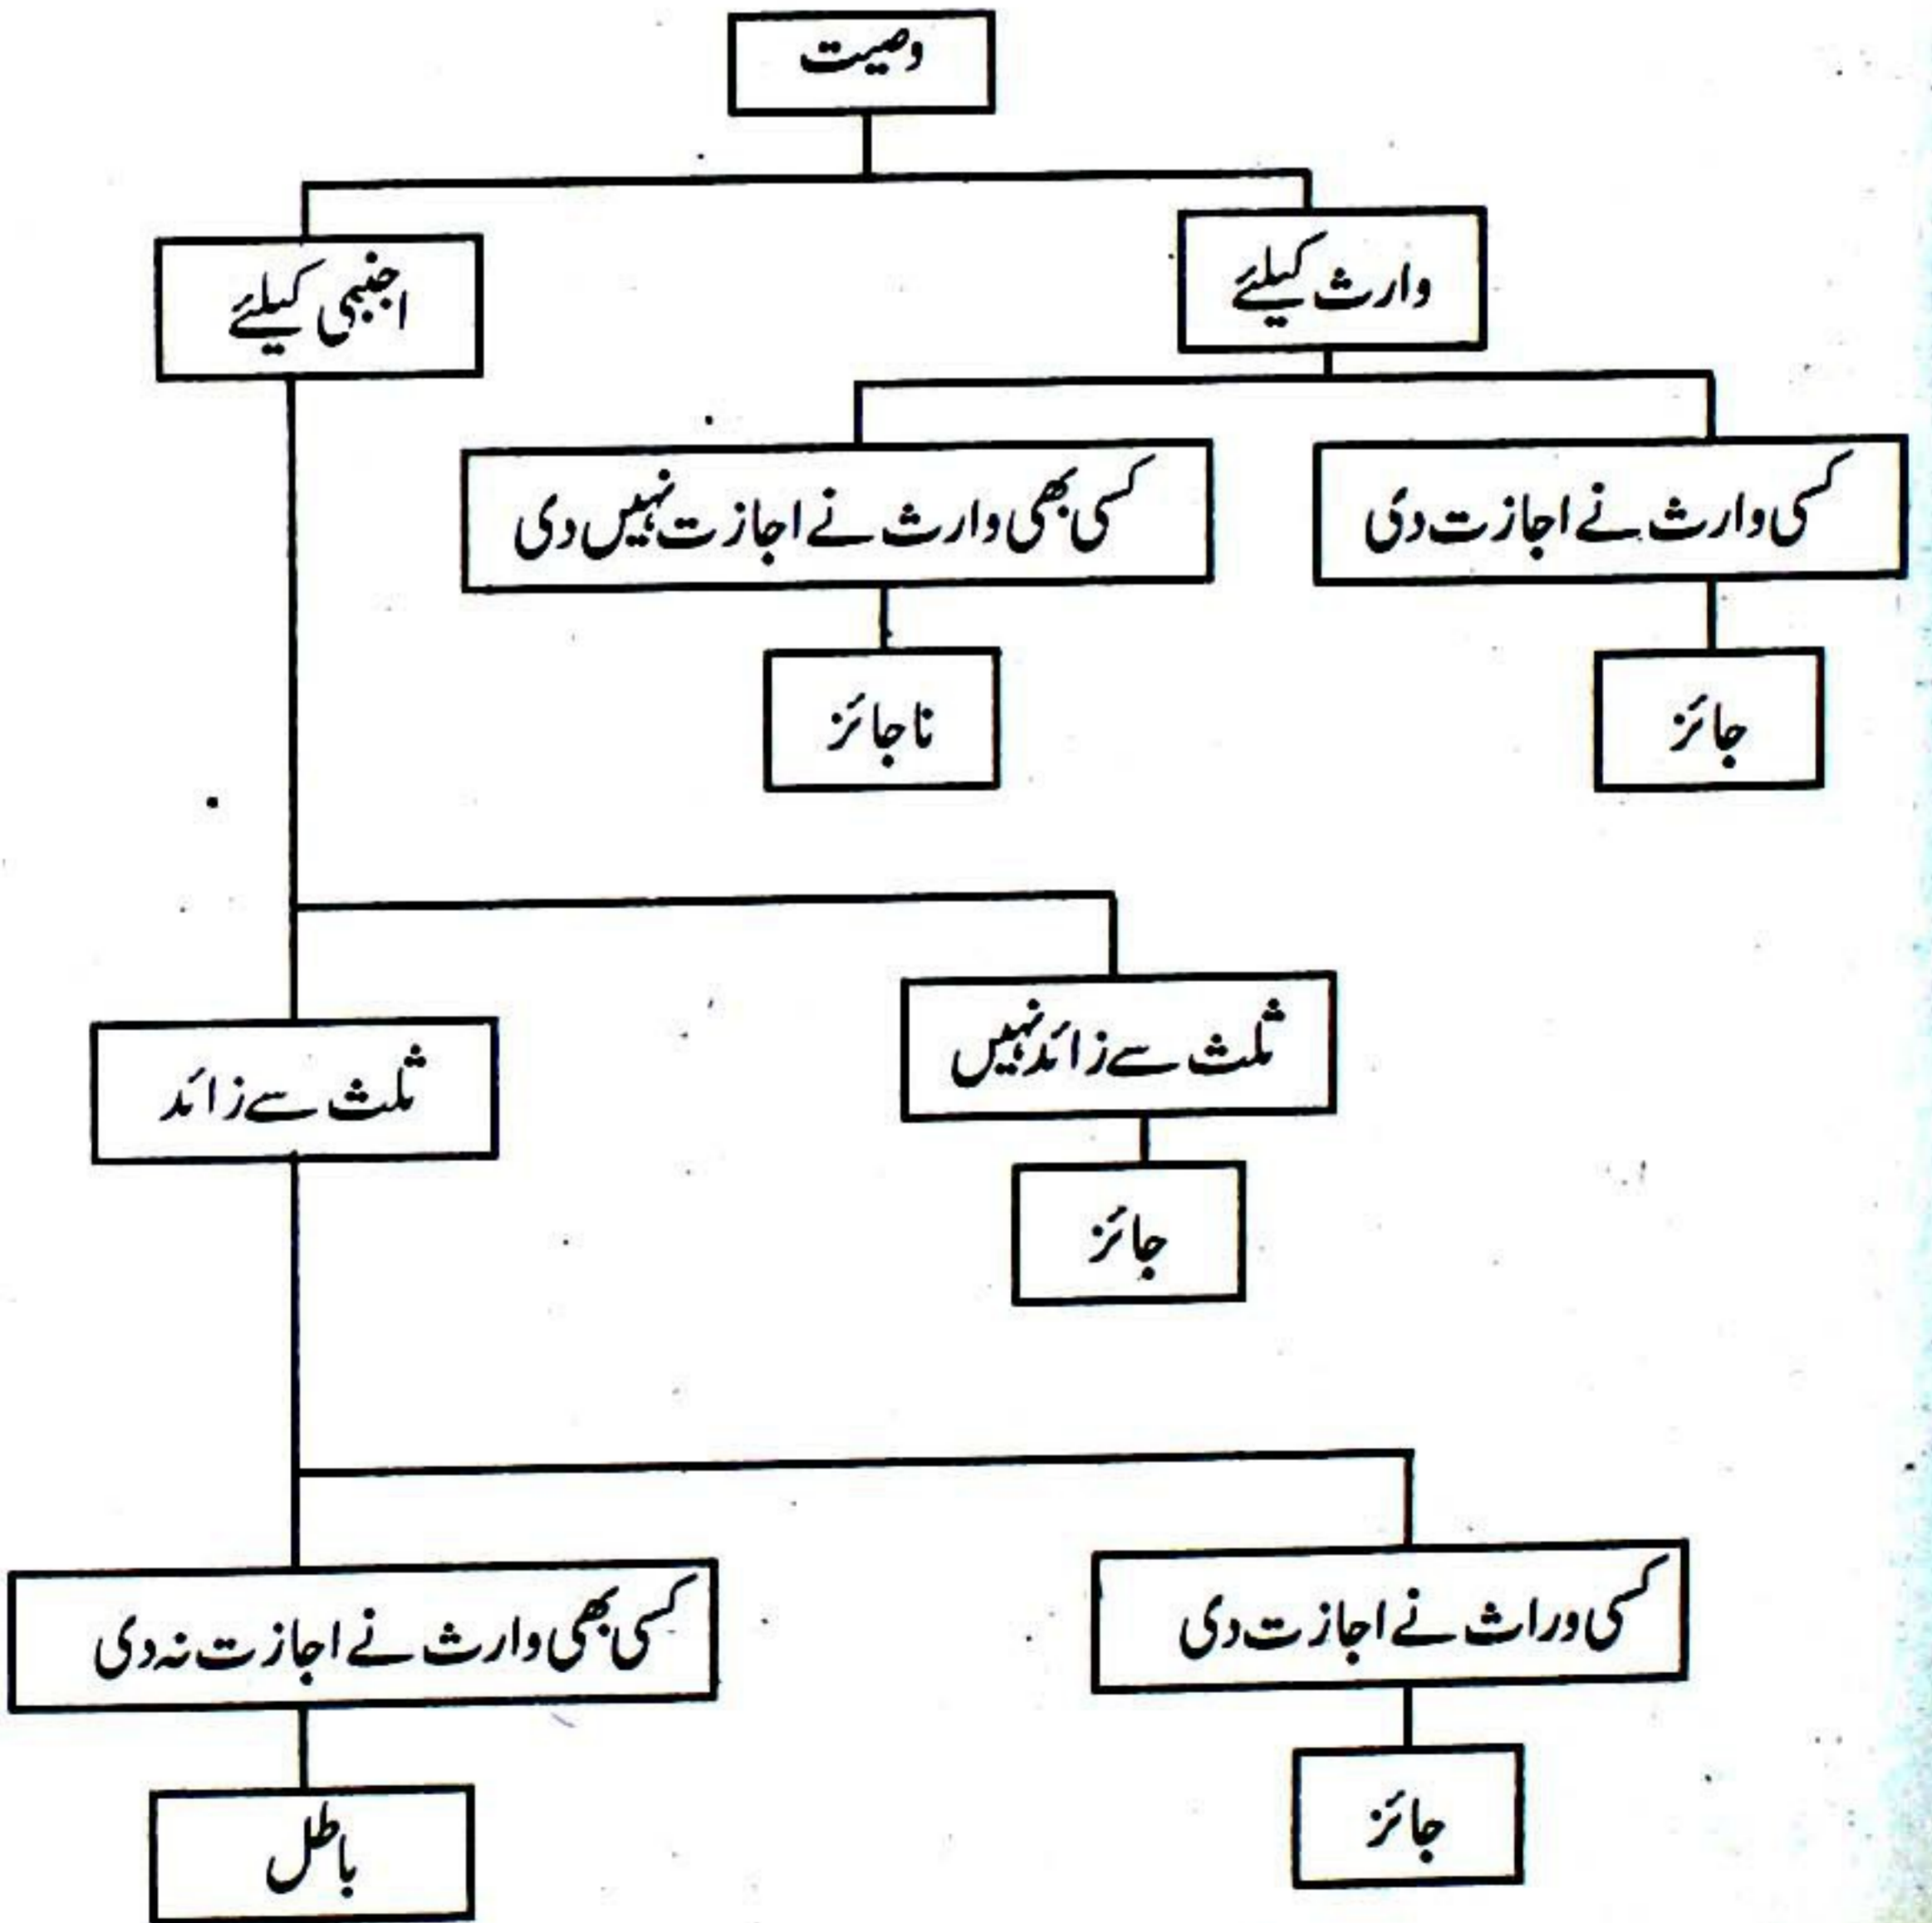 وصیت
وارث کیلئے
اجنبی کیلئے
کسی وارث نے اجازت دی
کسی بھی وارث نے اجازت نہیں دی
جائز
ناجائز
ثلث سے زائد نہیں
ثلث سے زائد
جائز
کسی وراث نے اجازت دی
کسی بھی وارث نے اجازت نہ دی
جائز
باطل